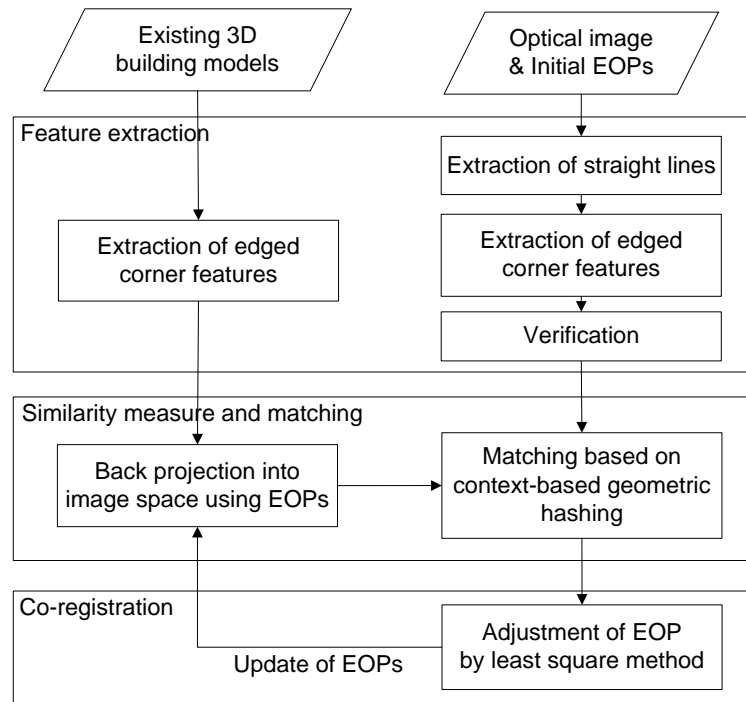 Existing 3D
building models
Optical image
& Initial EOPs
Feature extraction
Extraction of straight lines
Extraction of edged
corner features
Extraction of edged
corner features
Verification
Similarity measure and matching
Back projection into
image space using EOPs
Matching based on
context-based geometric
hashing
Co-registration
Adjustment of EOP
by least square method
Update of EOPs